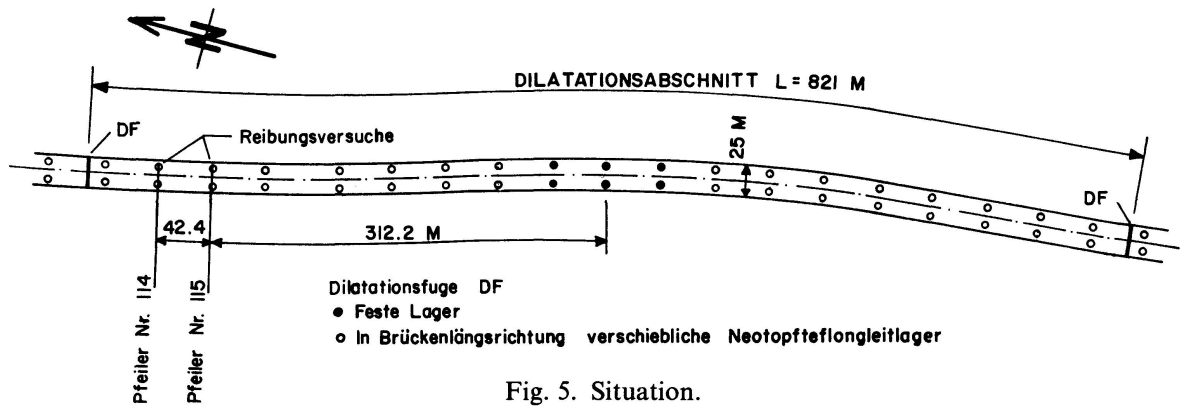 N
DILATATIONSABSCHNITT L = 821 M
DF
Reibungsversuche
25 M
DF
42.4
312.2 M
Pfeiler Nr. 114
Pfeiler Nr. 115
Dilatationsfuge DF
Feste Lager
In Brückenlängsrichtung verschiebliche Neotopfteflongleitlager
Fig. 5. Situation.